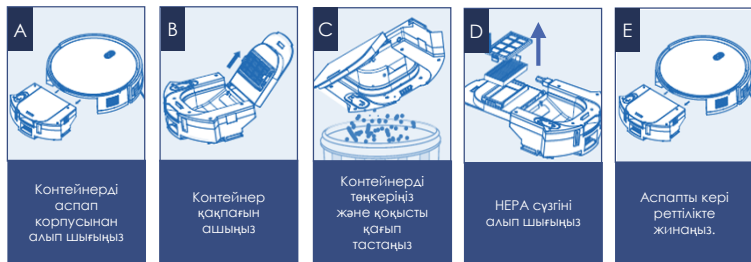 A
Контейнерді
аспап
корпусынан
алып шығыңыз
B
Контейнер
қақпағын
ашыңыз
C
Контейнерді
төңкеріңіз
және қоқысты
қағып
тастаңыз
D
HEPA сүзгіні
алып шығыңыз
E
Аспапты кері
реттілікте
жинаңыз.